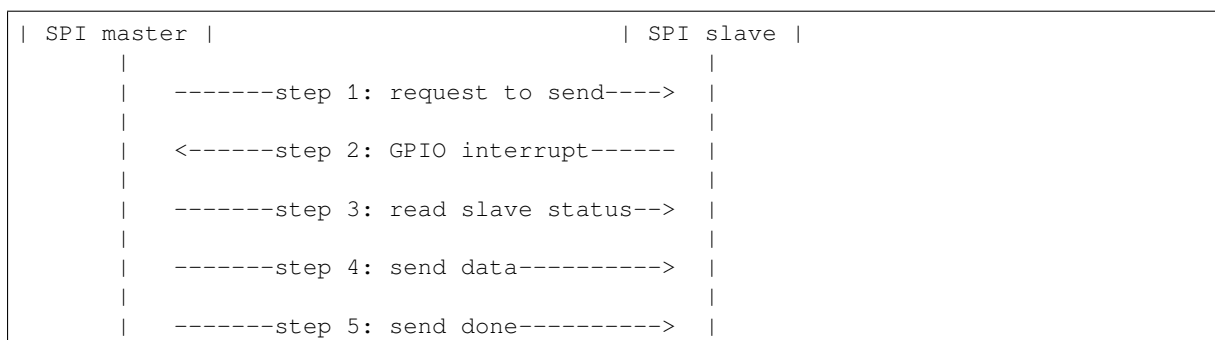 | SPI master |                            | SPI slave |
       |                                        |
       |   -------step 1: request to send---->  |
       |                                        |
       |   <------step 2: GPIO interrupt------  |
       |                                        |
       |   -------step 3: read slave status-->  |
       |                                        |
       |   -------step 4: send data---------->  |
       |                                        |
       |   -------step 5: send done---------->  |